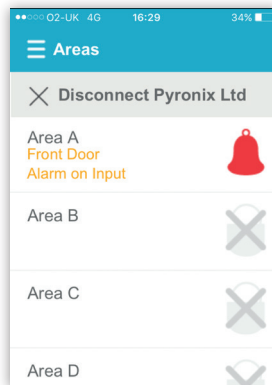 O2-UK 4G 16:29 34%
Areas
Disconnect Pyronix Ltd
Area A
Front Door
Alarm on Input
Area B
Area C
Area D